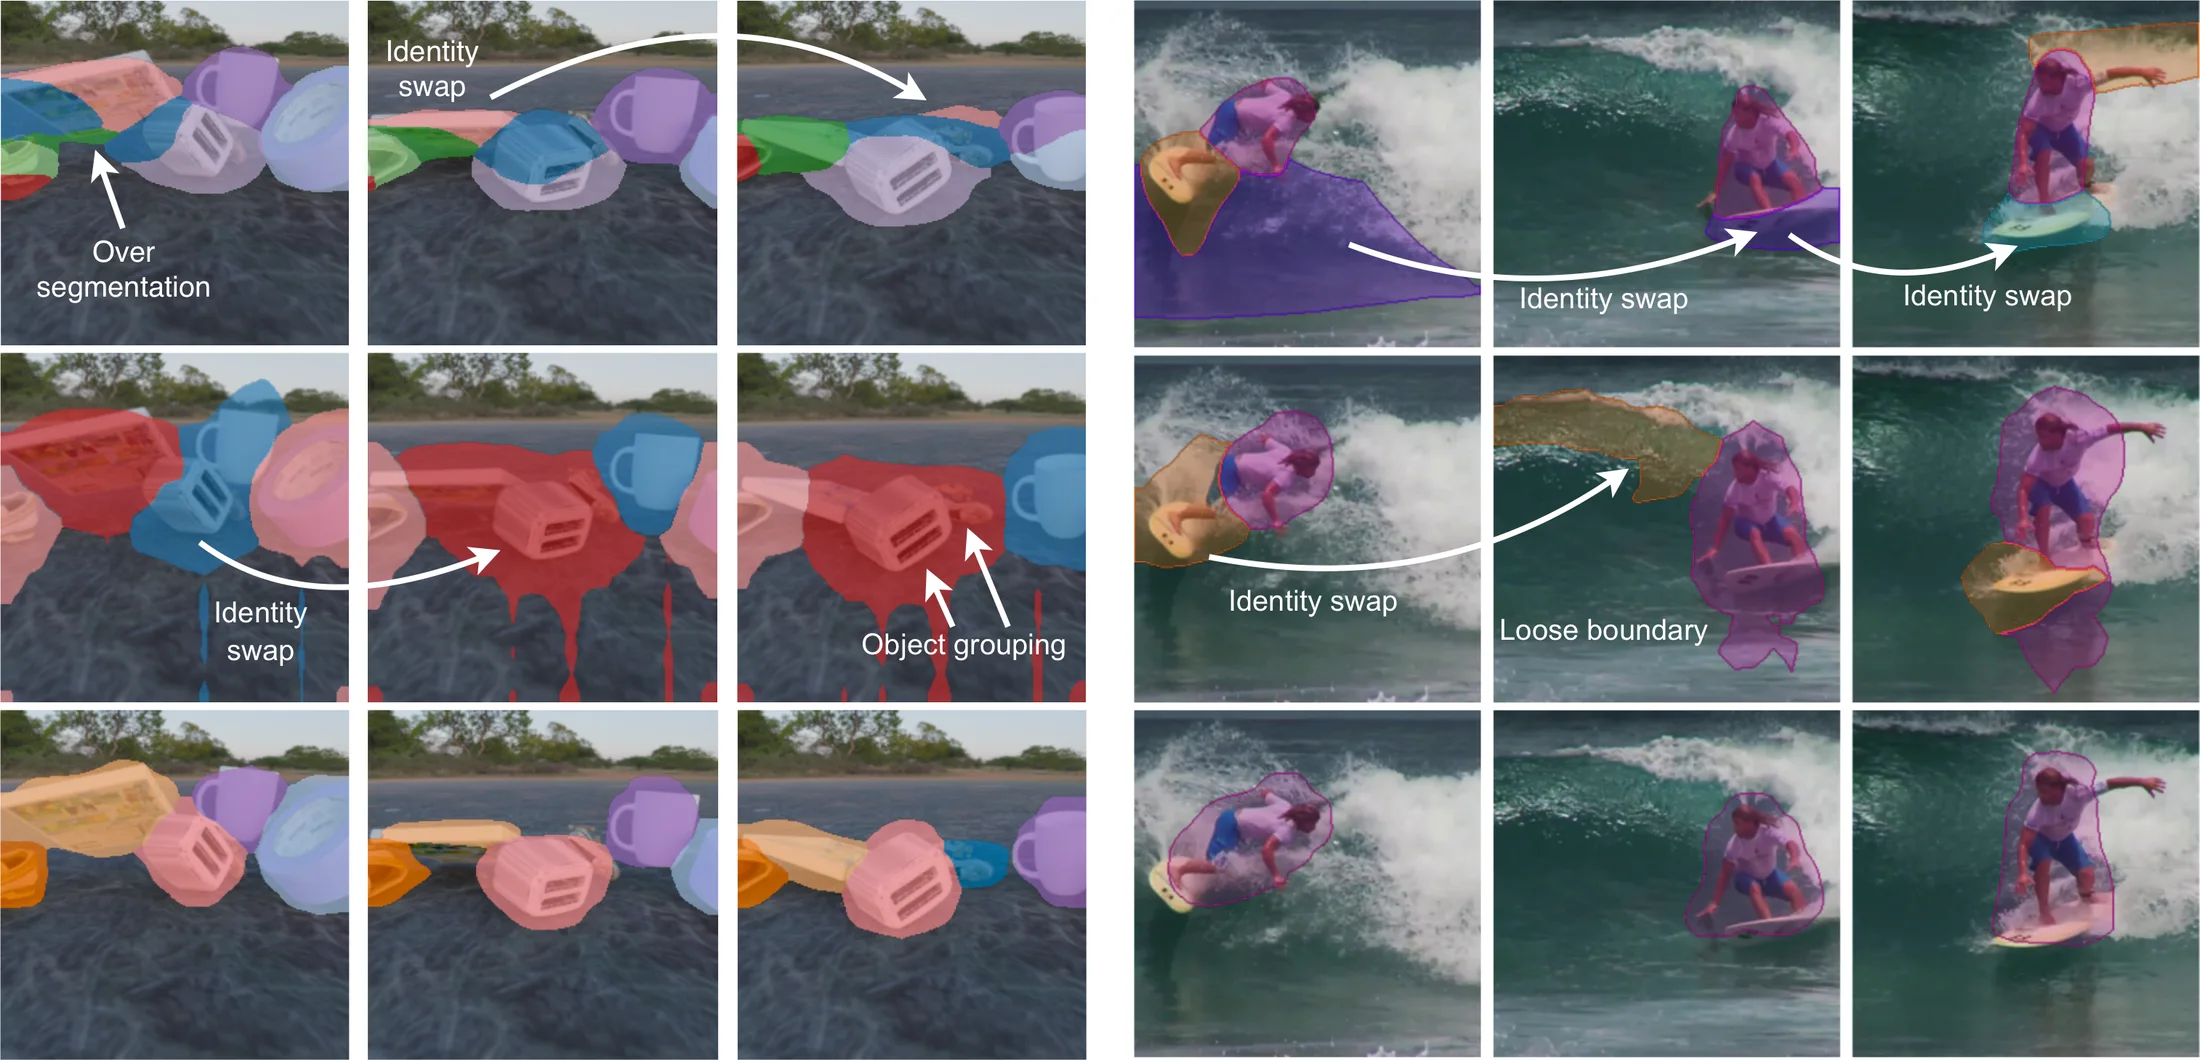 Identity
swap
Over
segmentation
Identity swap
Identity swap
Identity
swap
Object grouping
Identity swap
Loose boundary